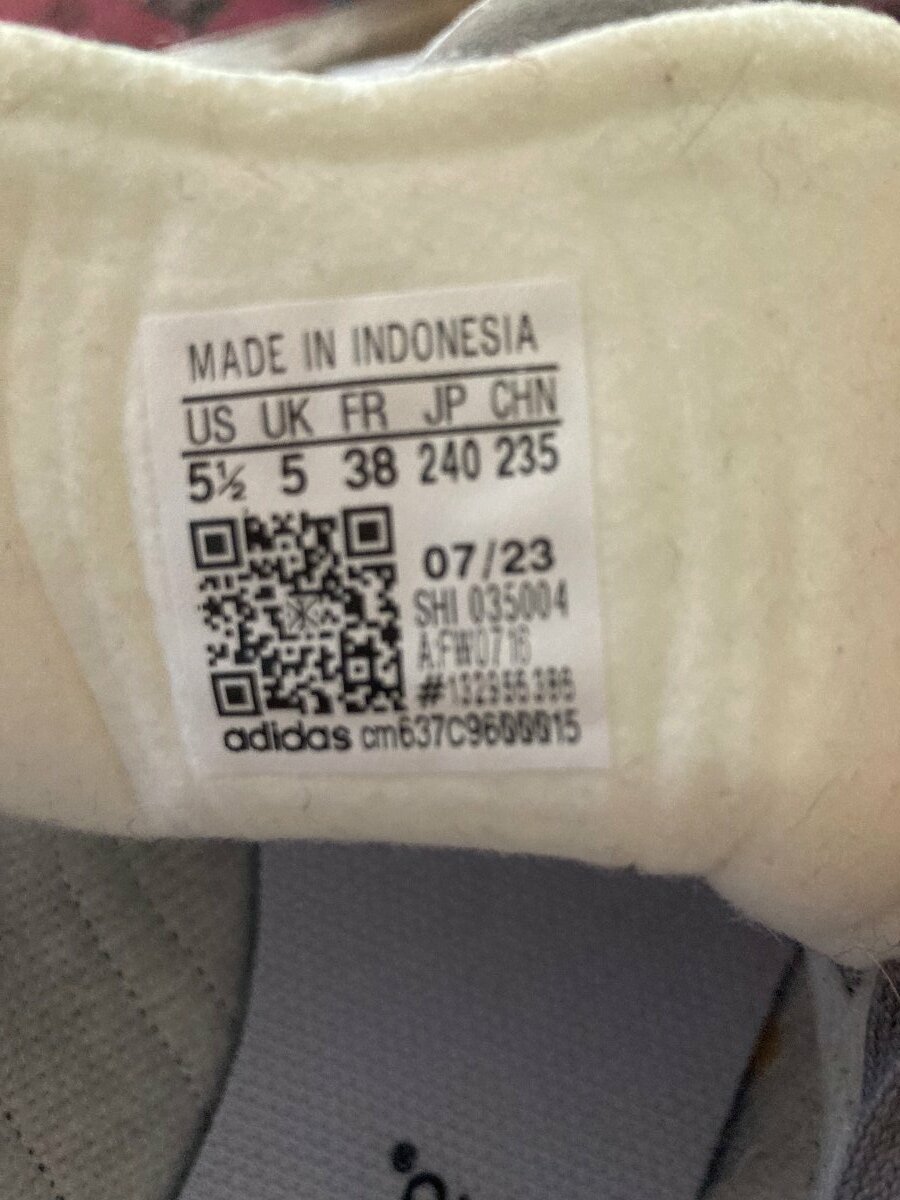 MADE IN INDONESIA
US UK FR JP CHN
5½ 5 38 240 235
07/23
SHI 035004
A:FW0716
adidas